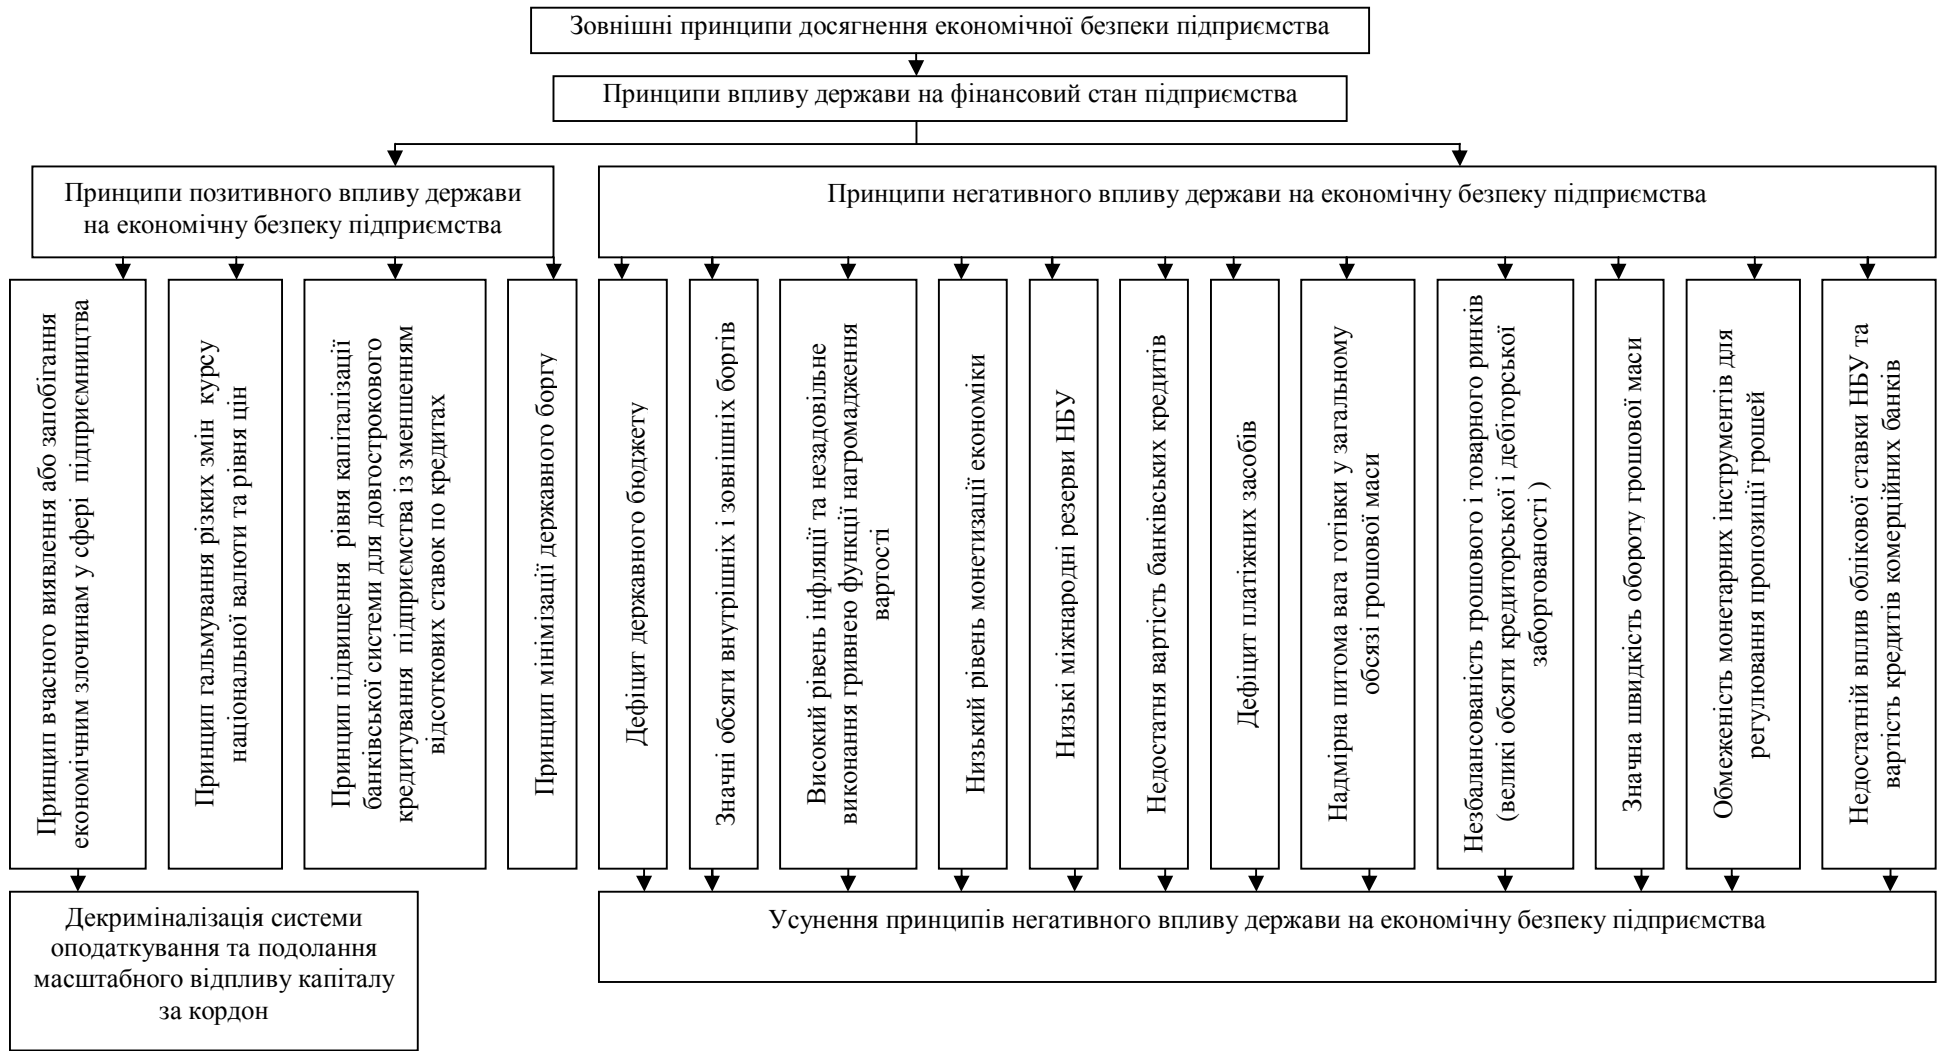 Зовнішні принципи досягнення економічної безпеки підприємства
Принципи впливу держави на фінансовий стан підприємства
Принципи позитивного впливу держави
на економічну безпеку підприємства
Принципи негативного впливу держави на економічну безпеку підприємства
Принцип вчасного виявлення або запобігання
економічним злочинам у сфері підприємництва
Принцип гальмування різких змін курсу
національної валюти та рівня цін
Принцип підвищення рівня капіталізації
банківської системи для довгострокового
кредитування підприємства із зменшенням
відсоткових ставок по кредитах
Принцип мінімізації державного боргу
Дефіцит державного бюджету
Значні обсяги внутрішніх і зовнішніх боргів
Високий рівень інфляції та незадовільне
виконання гривнею функції нагромадження
вартості
Низький рівень монетизації економіки
Низькі міжнародні резерви НБУ
Недостатня вартість банківських кредитів
Дефіцит платіжних засобів
Надмірна питома вага готівки у загальному
обсязі грошової маси
Незбалансованість грошового і товарного ринків
(великі обсяги кредиторської і дебіторської
заборгованості )
Значна швидкість обороту грошової маси
Обмеженість монетарних інструментів для
регулювання пропозиції грошей
Недостатній вплив облікової ставки НБУ та
вартість кредитів комерційних банків
Декриміналізація системи
оподаткування та подолання
масштабного відпливу капіталу
за кордон
Усунення принципів негативного впливу держави на економічну безпеку підприємства